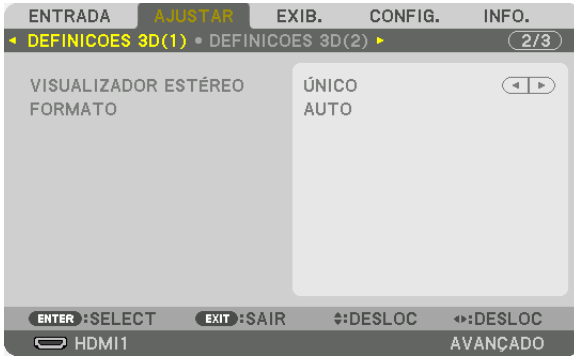 ENTRADA AJUSTAR EXIB. CONFIG. INFO.
DEFINICOES 3D(1) • DEFINICOES 3D(2) 2/3
VISUALIZADOR ESTÉREO ÚNICO
FORMATO AUTO
ENTER :SELECT EXIT :SAIR :DESLOC :DESLOC
HDMI1 AVANÇADO